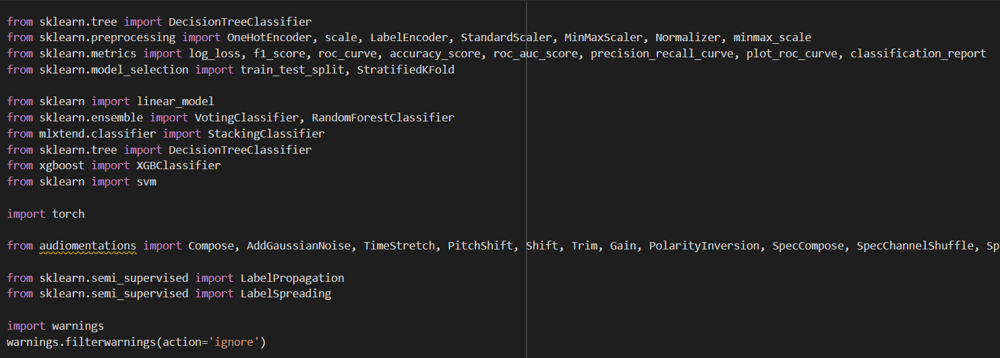 from sklearn.tree import DecisionTreeClassifier
from sklearn.preprocessing import OneHotEncoder, scale, LabelEncoder, StandardScaler, MinMaxScaler, Normalizer, minmax_scale
from sklearn.metrics import log_loss, f1_score, roc_curve, accuracy_score, roc_auc_score, precision_recall_curve, plot_roc_curve, classification_report
from sklearn.model_selection import train_test_split, StratifiedKFold
from sklearn import linear_model
from sklearn.ensemble import VotingClassifier, RandomForestClassifier
from mlxtend.classifier import StackingClassifier
from sklearn.tree import DecisionTreeClassifier
from xgboost import XGBClassifier
from sklearn import svm
import torch
from audiomentations import Compose, AddGaussianNoise, TimeStretch, PitchShift, Shift, Trim, Gain, PolarityInversion, SpecCompose, SpecChannelShuffle,
from sklearn.semi_supervised import LabelPropagation
from sklearn.semi_supervised import LabelSpreading
import warnings
warnings.filterwarnings(action='ignore')